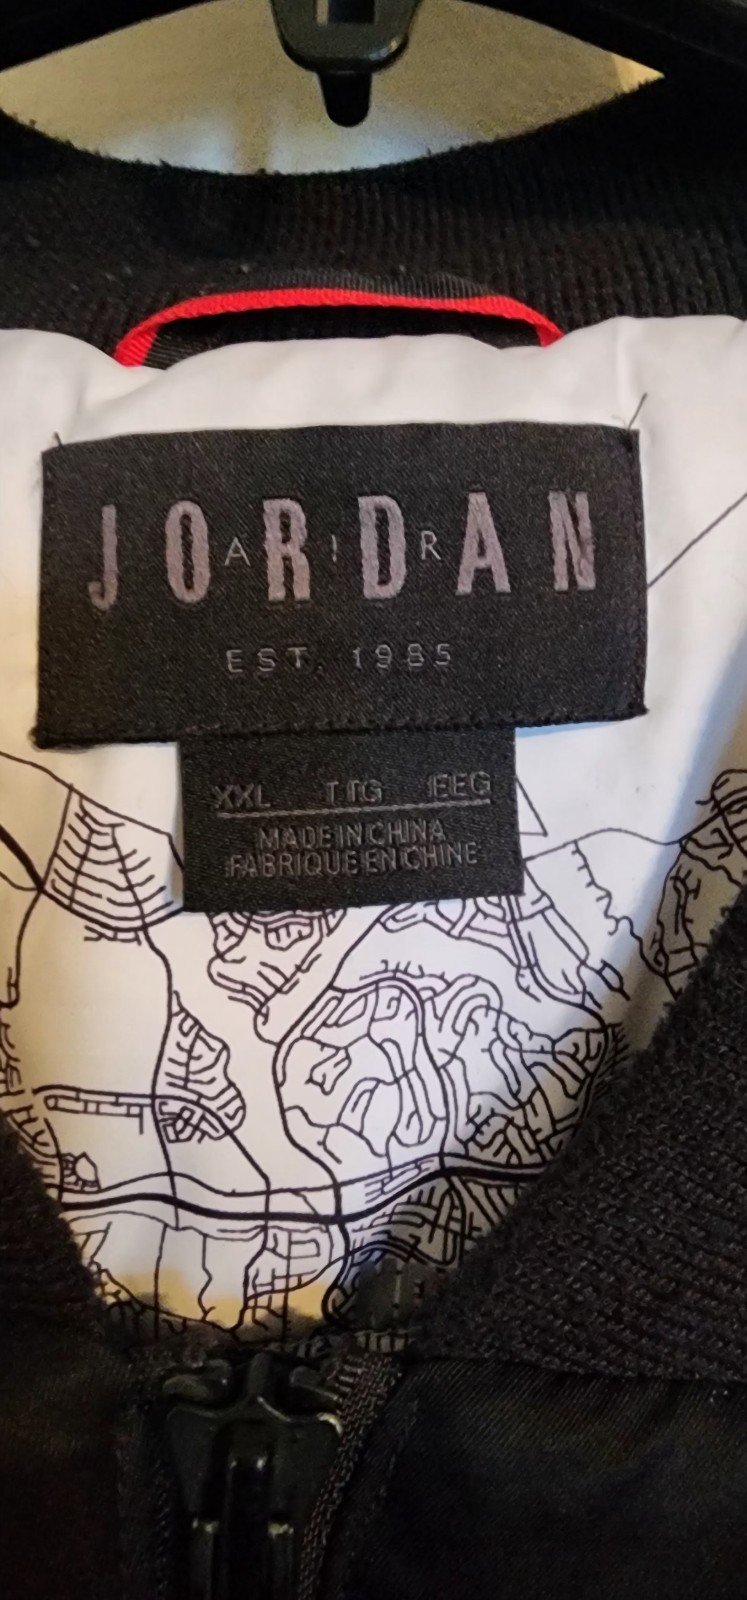 JORDAN
AIR
EST. 1985
XXL TTG EEG
MADE IN CHINA
FABRIQUE EN CHINE